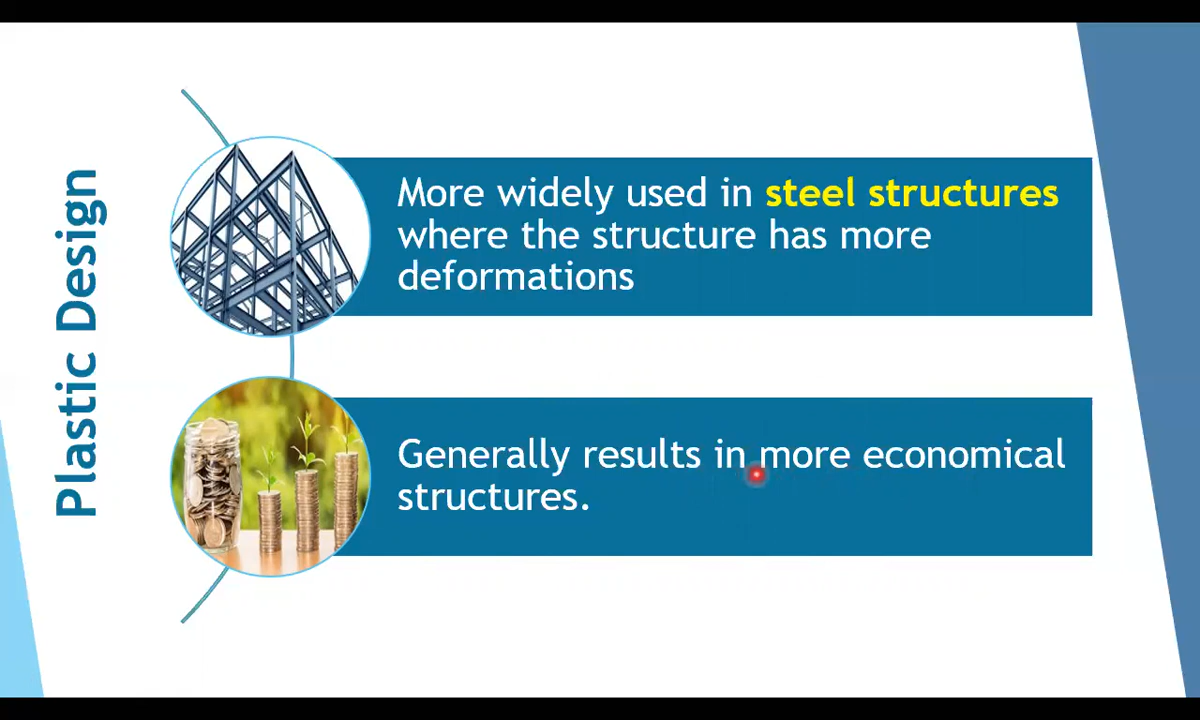 Plastic Design
More widely used in steel structures
where the structure has more
deformations
Generally results in more economical
structures.